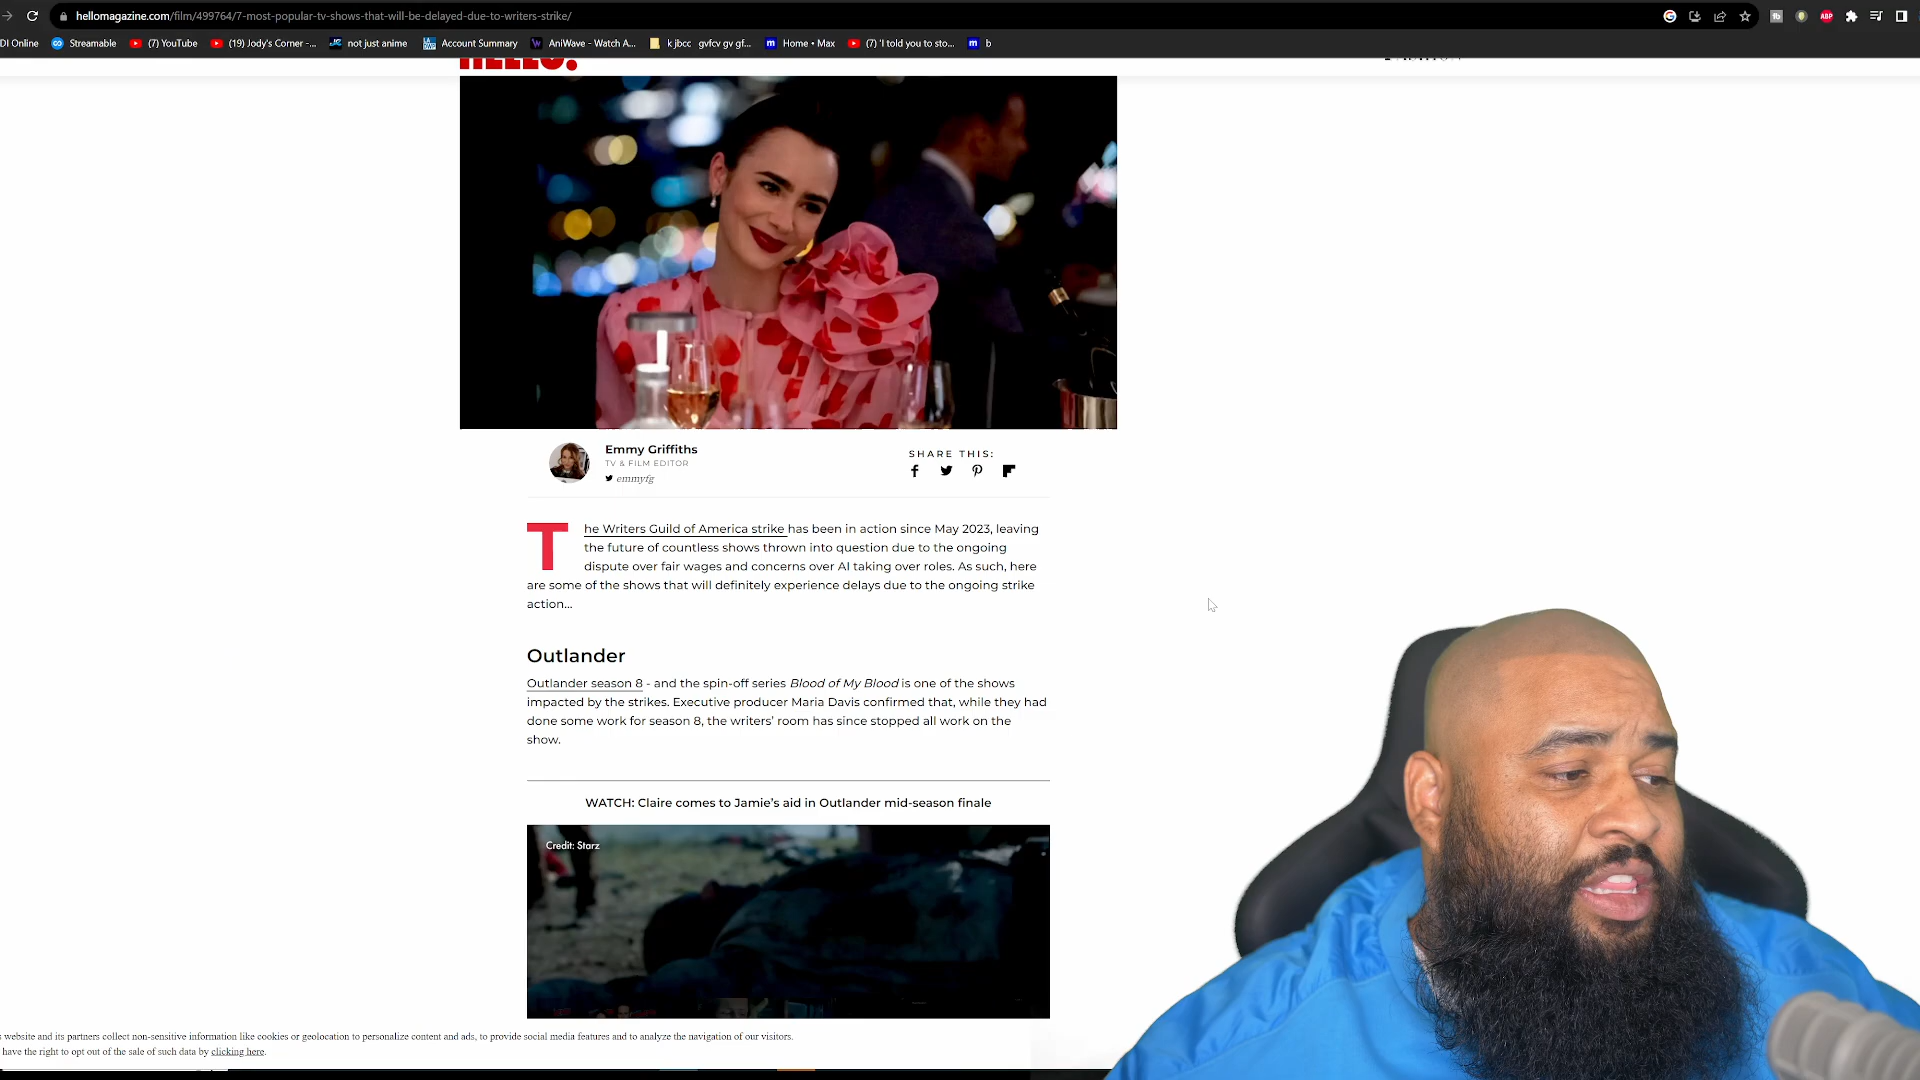 hellomagazine.com/film/499764/7-most-popular-tv-shows-that-will-be-delayed-due-to-writers-strike/
DI Online Streamable (7) YouTube (19) Jody's Corner -... not just anime Account Summary AniWave - Watch A... k jbcc gvfcv gv gf... Home • Max (7) 'I told you to sto... b
HELLO!
Emmy Griffiths
TV & FILM EDITOR
emmyfg
SHARE THIS:
The Writers Guild of America strike has been in action since May 2023, leaving
the future of countless shows thrown into question due to the ongoing
dispute over fair wages and concerns over AI taking over roles. As such, here
are some of the shows that will definitely experience delays due to the ongoing strike
action...
Outlander
Outlander season 8 - and the spin-off series Blood of My Blood is one of the shows
impacted by the strikes. Executive producer Maria Davis confirmed that, while they had
done some work for season 8, the writers' room has since stopped all work on the
show.
WATCH: Claire comes to Jamie's aid in Outlander mid-season finale
Credit: Starz
s website and its partners collect non-sensitive information like cookies or geolocation to personalize content and ads, to provide social media features and to analyze the navigation of our visitors.
have the right to opt out of the sale of such data by clicking here.